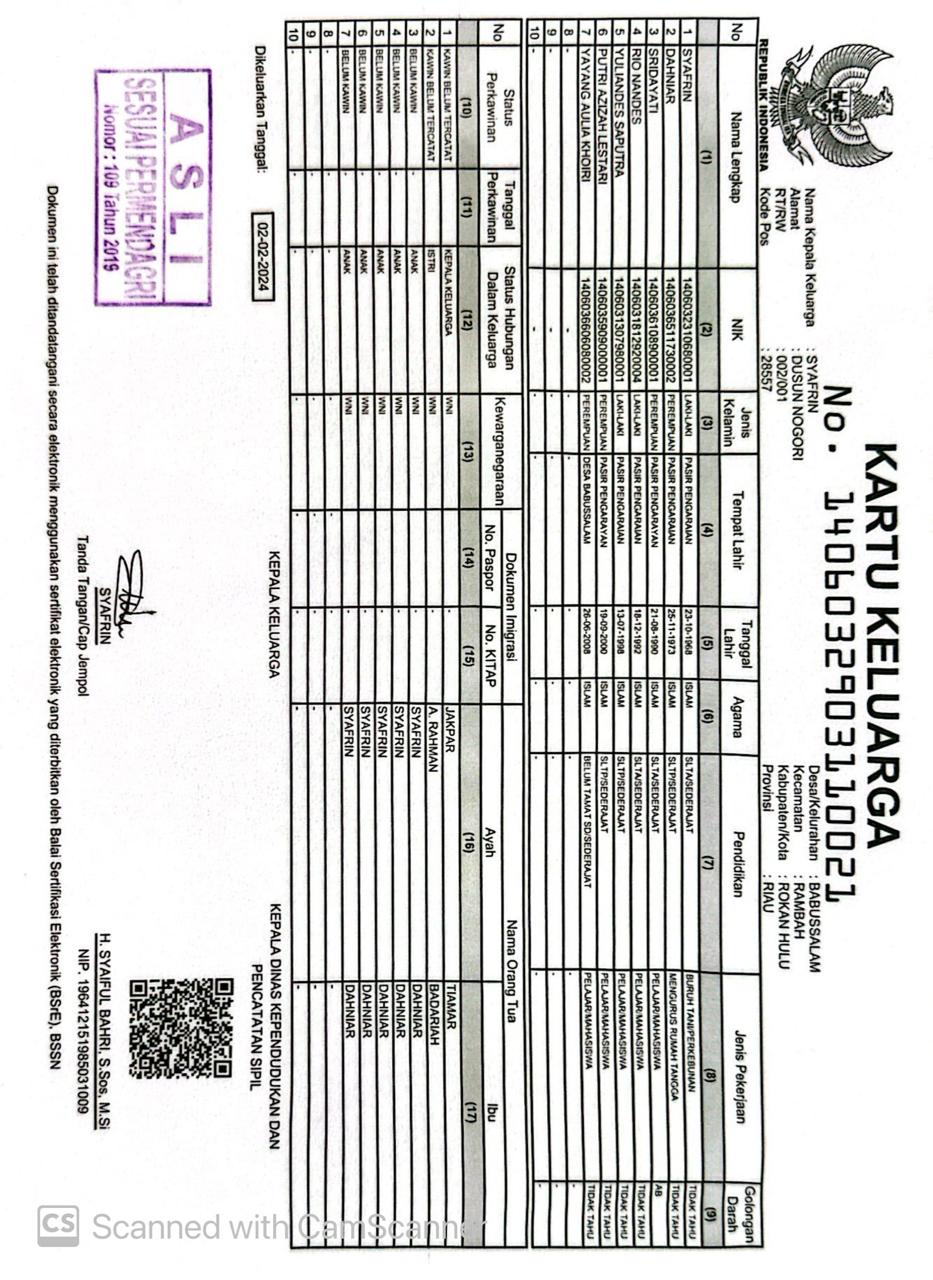 KARTU KELUARGA
No. 1406032903110021
REPUBLIK INDONESIA
Nama Kepala Keluarga : SYAFRIN
Alamat : DUSUN NOGORI
RT/RW : 002/001
Kode Pos : 28557
Desa/Kelurahan : BABUSSALAM
Kecamatan : RAMBAH
Kabupaten/Kota : ROKAN HULU
Provinsi : RIAU
No Nama Lengkap NIK Jenis Kelamin Tempat Lahir Tanggal Lahir Agama Pendidikan Jenis Pekerjaan Golongan Darah
(1) (2) (3) (4) (5) (6) (7) (8) (9)
1 SYAFRIN 1406032310680001 LAKI-LAKI PASIR PENGARAIAN 23-10-1968 ISLAM SLTA/SEDERAJAT BURUH TANI/PERKEBUNAN TIDAK TAHU
2 DAHNIAR 1406036511730002 PEREMPUAN PASIR PENGARAIAN 25-11-1973 ISLAM SLTP/SEDERAJAT MENGURUS RUMAH TANGGA TIDAK TAHU
3 SRIDAYATI 1406036108900001 PEREMPUAN PASIR PENGARAYAN 21-08-1990 ISLAM SLTA/SEDERAJAT PELAJAR/MAHASISWA AB
4 RIO NANDES 1406031812920004 LAKI-LAKI PASIR PENGARAIAN 18-12-1992 ISLAM SLTA/SEDERAJAT PELAJAR/MAHASISWA TIDAK TAHU
5 YULIANDES SAPUTRA 1406031307980001 LAKI-LAKI PASIR PENGARAIAN 13-07-1998 ISLAM SLTP/SEDERAJAT PELAJAR/MAHASISWA TIDAK TAHU
6 PUTRI AZIZAH LESTARI 1406035909000001 PEREMPUAN PASIR PENGARAYAN 19-09-2000 ISLAM SLTP/SEDERAJAT PELAJAR/MAHASISWA TIDAK TAHU
7 YAYANG AULIA KHOIRI 1406036606080002 PEREMPUAN DESA BABUSSALAM 26-06-2008 ISLAM BELUM TAMAT SD/SEDERAJAT PELAJAR/MAHASISWA TIDAK TAHU
8 - - - - - - - - -
9 - - - - - - - - -
10 - - - - - - - - -
No Status Perkawinan Tanggal Perkawinan Status Hubungan Dalam Keluarga Kewarganegaraan Dokumen Imigrasi Nama Orang Tua
No. Paspor No. KITAP Ayah Ibu
(10) (11) (12) (13) (14) (15) (16) (17)
1 KAWIN BELUM TERCATAT - KEPALA KELUARGA WNI - - JAKPAR TIAMAR
2 KAWIN BELUM TERCATAT - ISTRI WNI - - A. RAHMAN BADARIAH
3 BELUM KAWIN - ANAK WNI - - SYAFRIN DAHNIAR
4 BELUM KAWIN - ANAK WNI - - SYAFRIN DAHNIAR
5 BELUM KAWIN - ANAK WNI - - SYAFRIN DAHNIAR
6 BELUM KAWIN - ANAK WNI - - SYAFRIN DAHNIAR
7 BELUM KAWIN - ANAK WNI - - SYAFRIN DAHNIAR
8 - - - - - - - -
9 - - - - - - - -
10 - - - - - - - -
Dikeluarkan Tanggal: 02-02-2024
KEPALA KELUARGA
SYAFRIN
Tanda Tangan/Cap Jempol
KEPALA DINAS KEPENDUDUKAN DAN
PENCATATAN SIPIL
H. SYAIFUL BAHRI, S.Sos, M.Si
NIP. 196412151985031009
ASLI
SESUAI PERMENDAGRI
Nomor : 109 Tahun 2019
Dokumen ini telah ditandatangani secara elektronik mengunakan sertifikat elektronik yang diterbitkan oleh Balai Sertifikasi Elektronik (BSrE), BSSN
CS Scanned with CamScanner